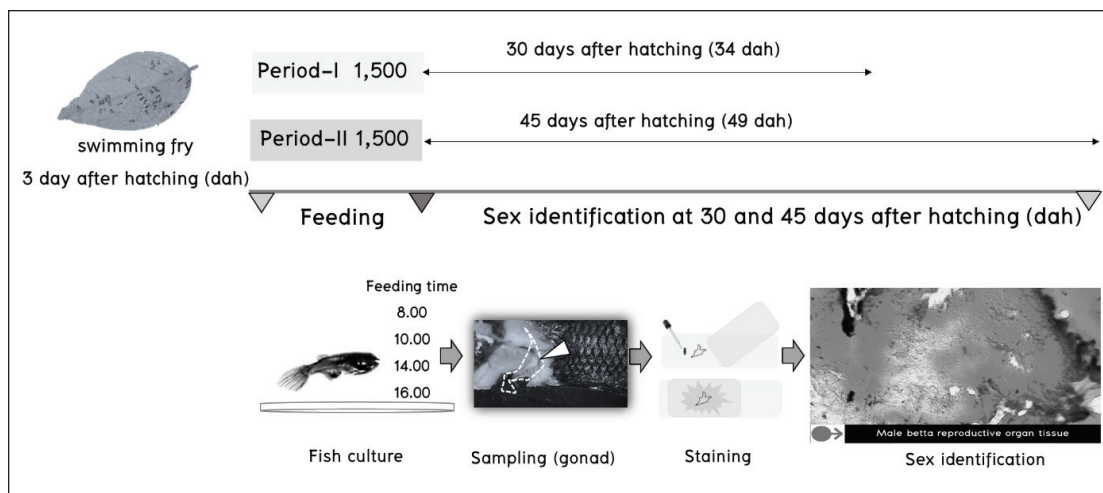 Period-I 1,500
30 days after hatching (34 dah)
Period-II 1,500
45 days after hatching (49 dah)
swimming fry
3 day after hatching (dah)
Feeding
Sex identification at 30 and 45 days after hatching (dah)
Feeding time
8.00
10.00
14.00
16.00
Male betta reproductive organ tissue
Fish culture
Sampling (gonad)
Staining
Sex identification